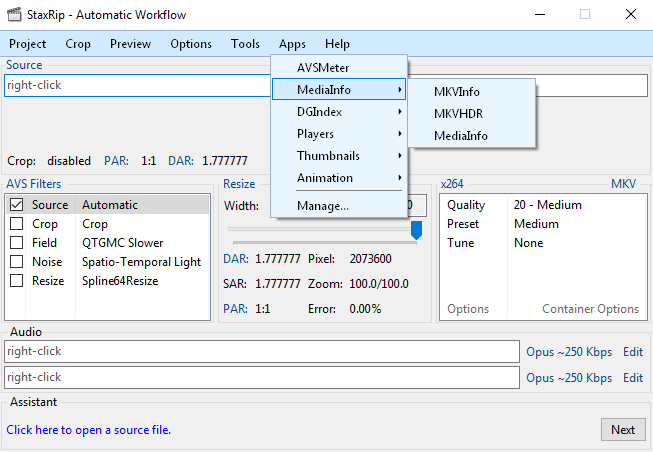 StaxRip - Automatic Workflow
Project Crop Preview Options Tools Apps Help
Source
right-click
AVSMeter
MediaInfo
DGIndex
Players
Thumbnails
Animation
Manage...
MKVInfo
MKVHDR
MediaInfo
Crop: disabled PAR: 1:1 DAR: 1.777777
AVS Filters
Source Automatic
Crop Crop
Field QTGMC Slower
Noise Spatio-Temporal Light
Resize Spline64Resize
Resize
Width: 0
DAR: 1.777777 Pixel: 2073600
SAR: 1.777777 Zoom: 100.0/100.0
PAR: 1:1 Error: 0.00%
x264 MKV
Quality 20 - Medium
Preset Medium
Tune None
Options Container Options
Audio
right-click Opus ~250 Kbps Edit
right-click Opus ~250 Kbps Edit
Assistant
Click here to open a source file. Next